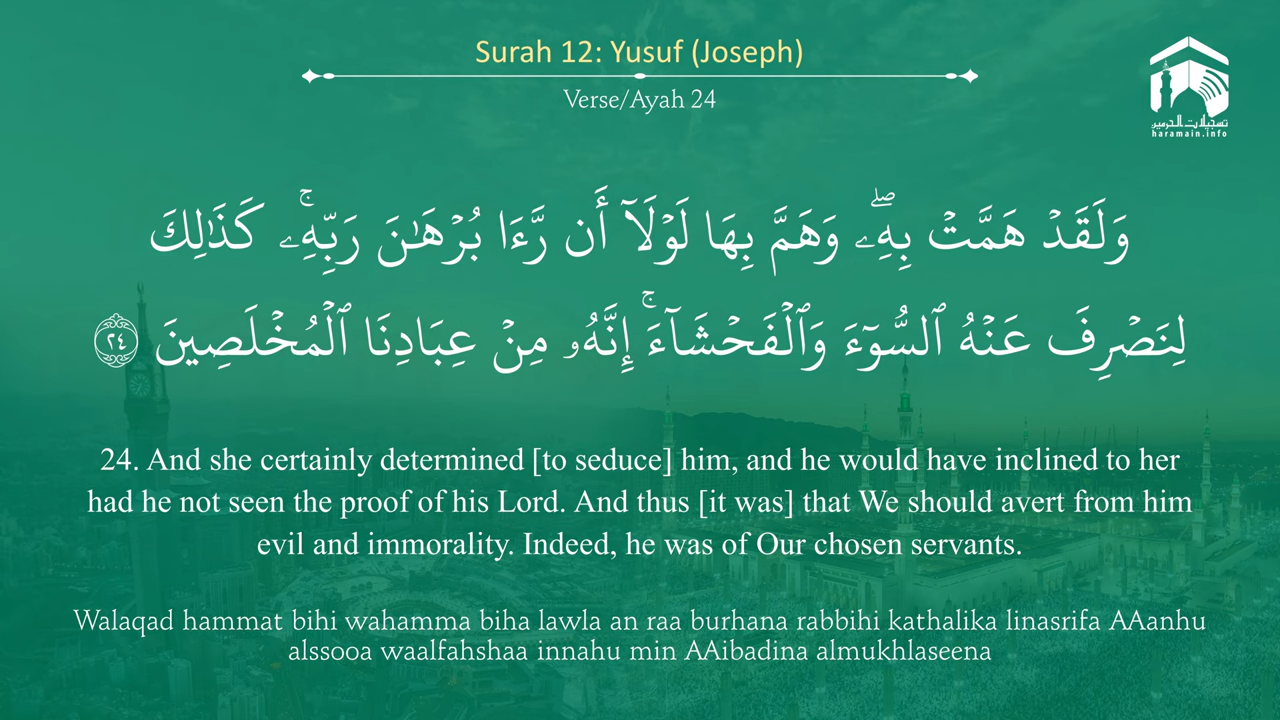 Surah 12: Yusuf (Joseph)
Verse/Ayah 24
تسجيلات الحرمين
haramain.info
وَلَقَدۡ هَمَّتۡ بِهِۦۖ وَهَمَّ بِهَا لَوۡلَآ أَن رَّءَا بُرۡهَٰنَ رَبِّهِۦۚ كَذَٰلِكَ
لِنَصۡرِفَ عَنۡهُ ٱلسُّوٓءَ وَٱلۡفَحۡشَآءَۚ إِنَّهُۥ مِنۡ عِبَادِنَا ٱلۡمُخۡلَصِينَ ٢٤
24. And she certainly determined [to seduce] him, and he would have inclined to her
had he not seen the proof of his Lord. And thus [it was] that We should avert from him
evil and immorality. Indeed, he was of Our chosen servants.
Walaqad hammat bihi wahamma biha lawla an raa burhana rabbihi kathalika linasrifa AAanhu
alssooa waalfahshaa innahu min AAibadina almukhlaseena